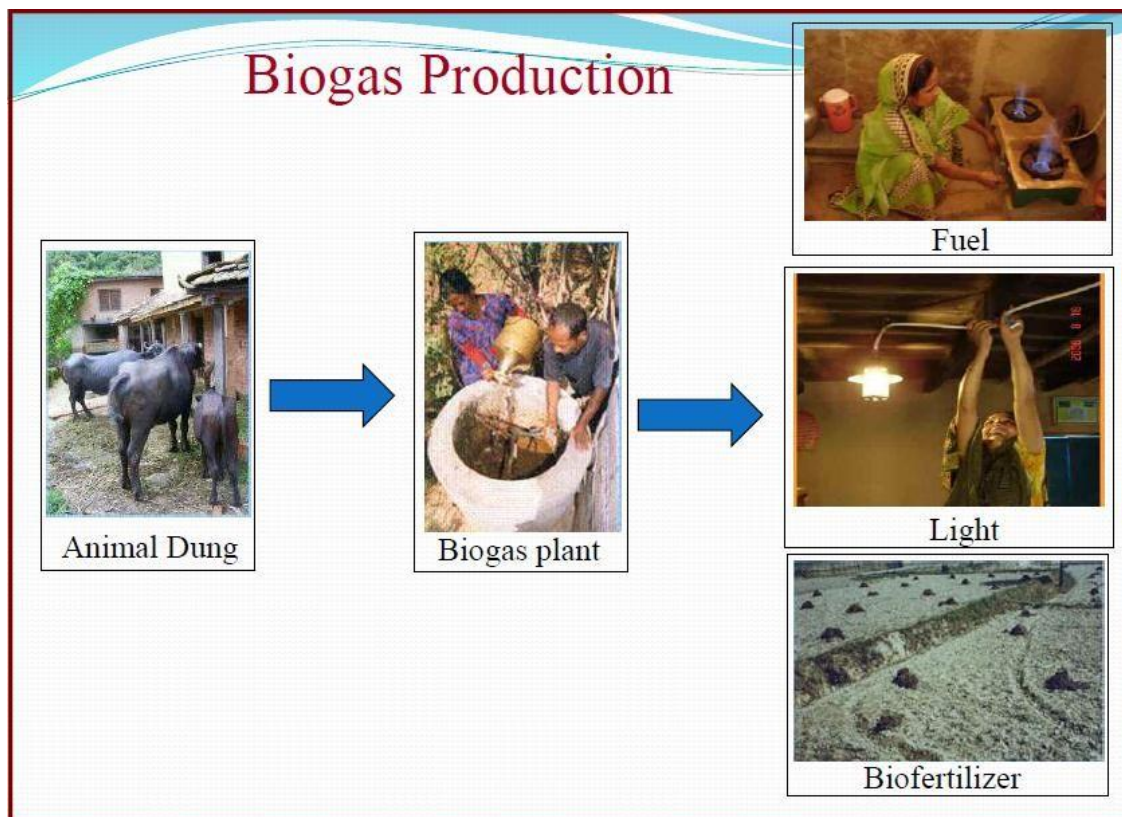 Biogas Production
Fuel
Animal Dung
Biogas plant
Light
Biofertilizer